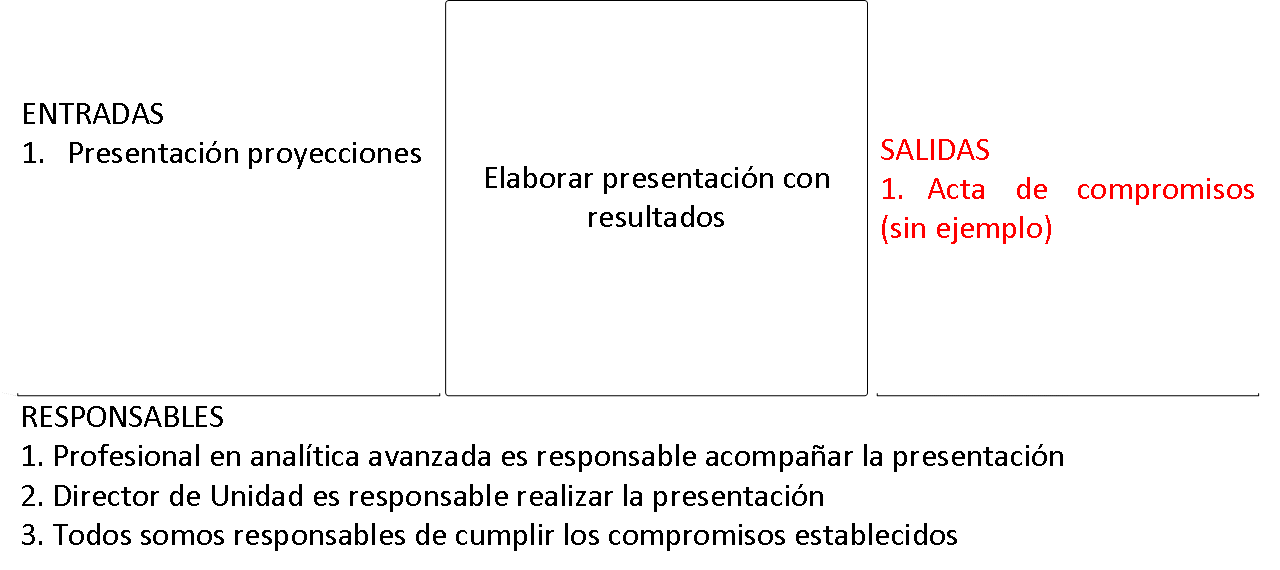 ENTRADAS
1. Presentación proyecciones
Elaborar presentación con
resultados
SALIDAS
1. Acta de compromisos
(sin ejemplo)
RESPONSABLES
1. Profesional en analítica avanzada es responsable acompañar la presentación
2. Director de Unidad es responsable realizar la presentación
3. Todos somos responsables de cumplir los compromisos establecidos